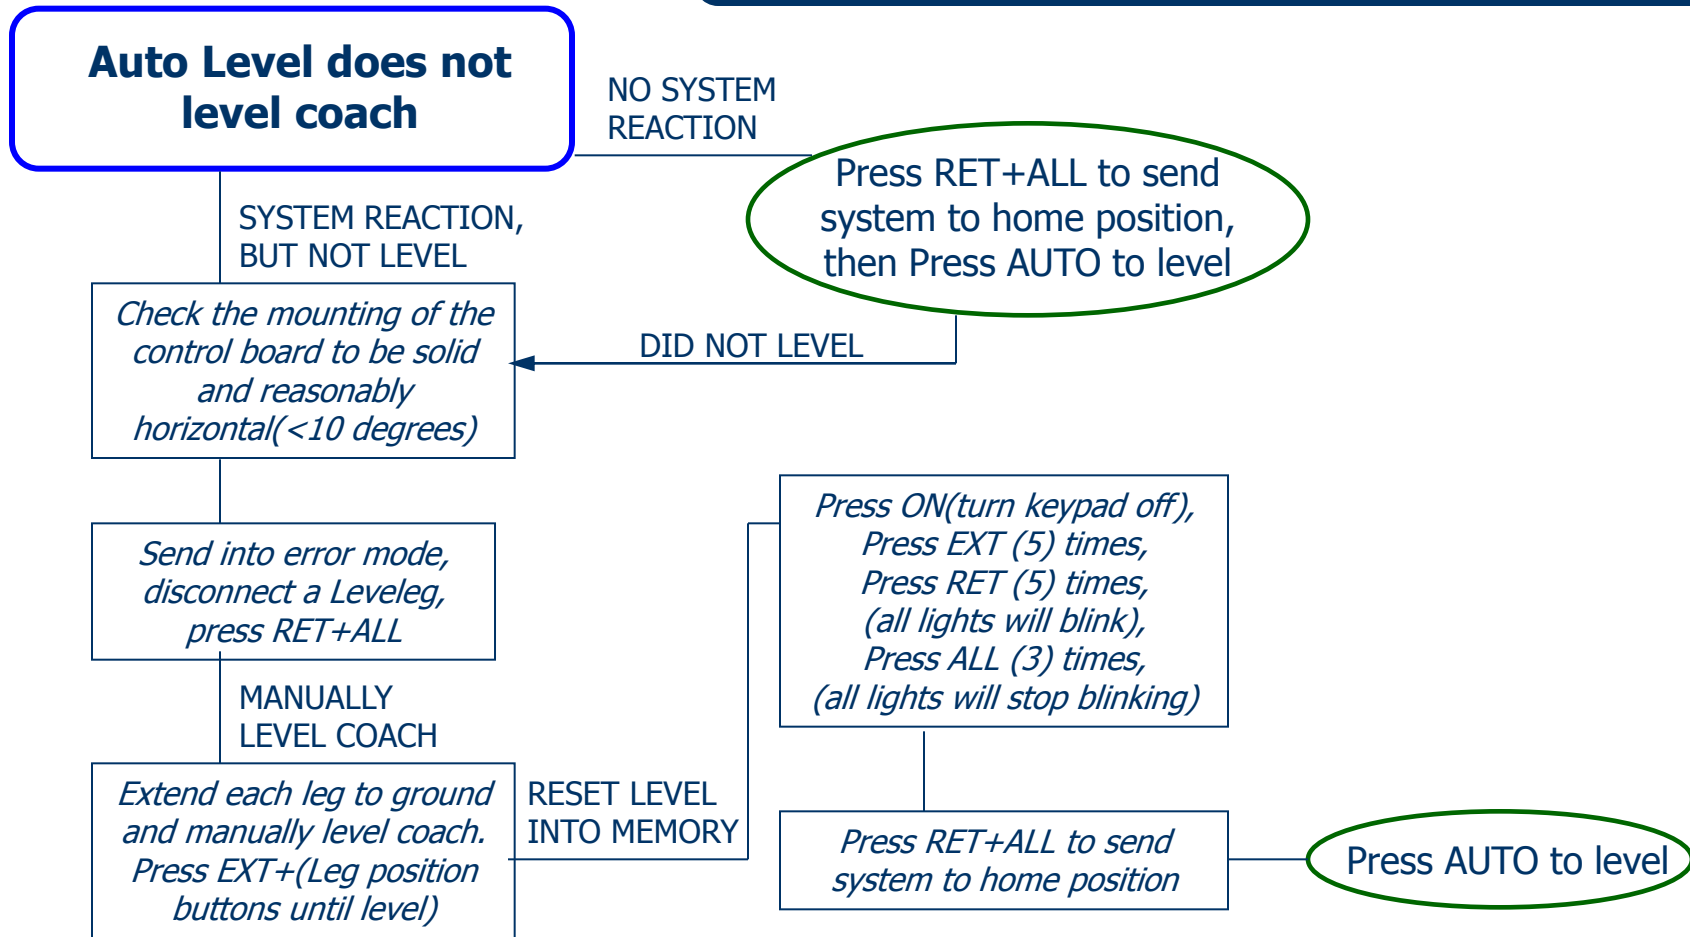 Auto Level does not
level coach
NO SYSTEM
REACTION
Press RET+ALL to send
system to home position,
then Press AUTO to level
SYSTEM REACTION,
BUT NOT LEVEL
Check the mounting of the
control board to be solid
and reasonably
horizontal(<10 degrees)
DID NOT LEVEL
Send into error mode,
disconnect a Leveleg,
press RET+ALL
MANUALLY
LEVEL COACH
Extend each leg to ground
and manually level coach.
Press EXT+(Leg position
buttons until level)
RESET LEVEL
INTO MEMORY
Press ON(turn keypad off),
Press EXT (5) times,
Press RET (5) times,
(all lights will blink),
Press ALL (3) times,
(all lights will stop blinking)
Press RET+ALL to send
system to home position
Press AUTO to level